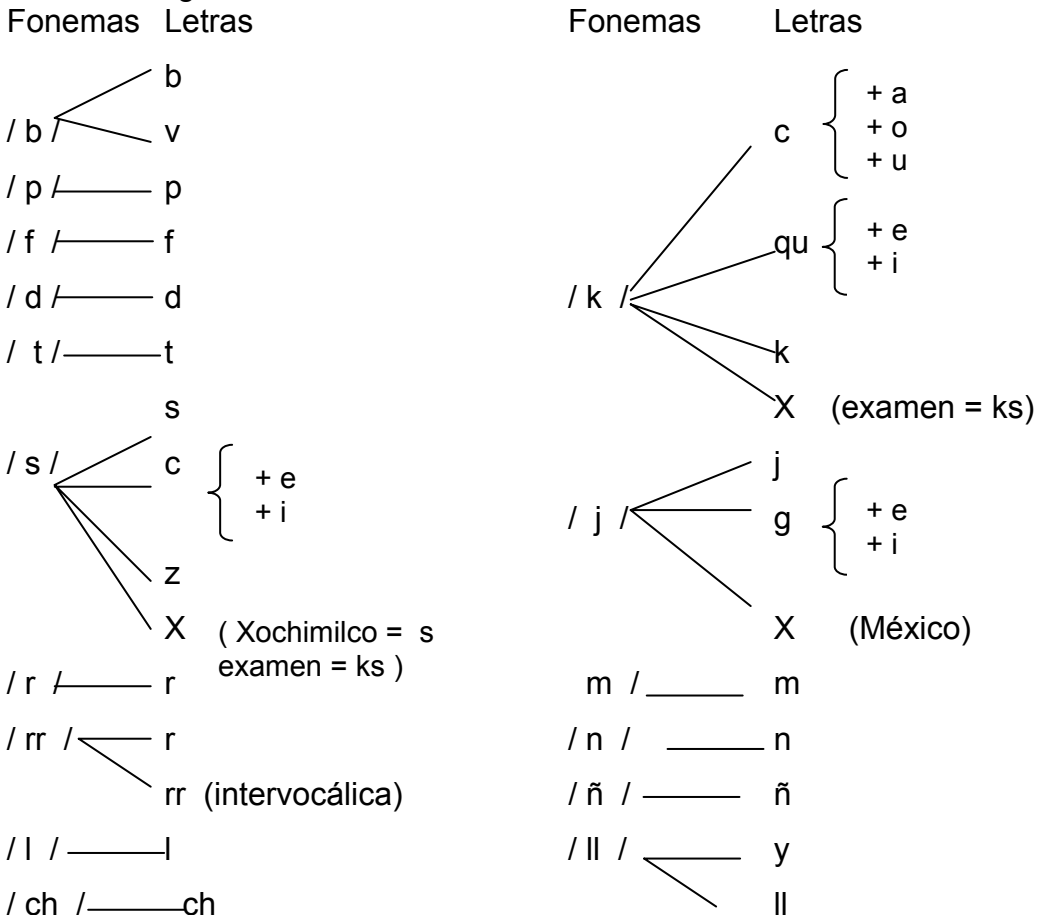 Fonemas Letras
b
/ b / v
/ p / p
/ f / f
/ d / d
/ t / t
s
/ s / c + e
+ i
z
X ( Xochimilco = s
examen = ks )
/ r / r
/ rr / r
rr (intervocálica)
/ l / l
/ ch / ch
Fonemas Letras
+ a
c + o
+ u
qu + e
+ i
/ k /
k
X (examen = ks)
j
/ j / g + e
+ i
X (México)
m / m
/ n / n
/ ñ / ñ
/ ll / y
ll